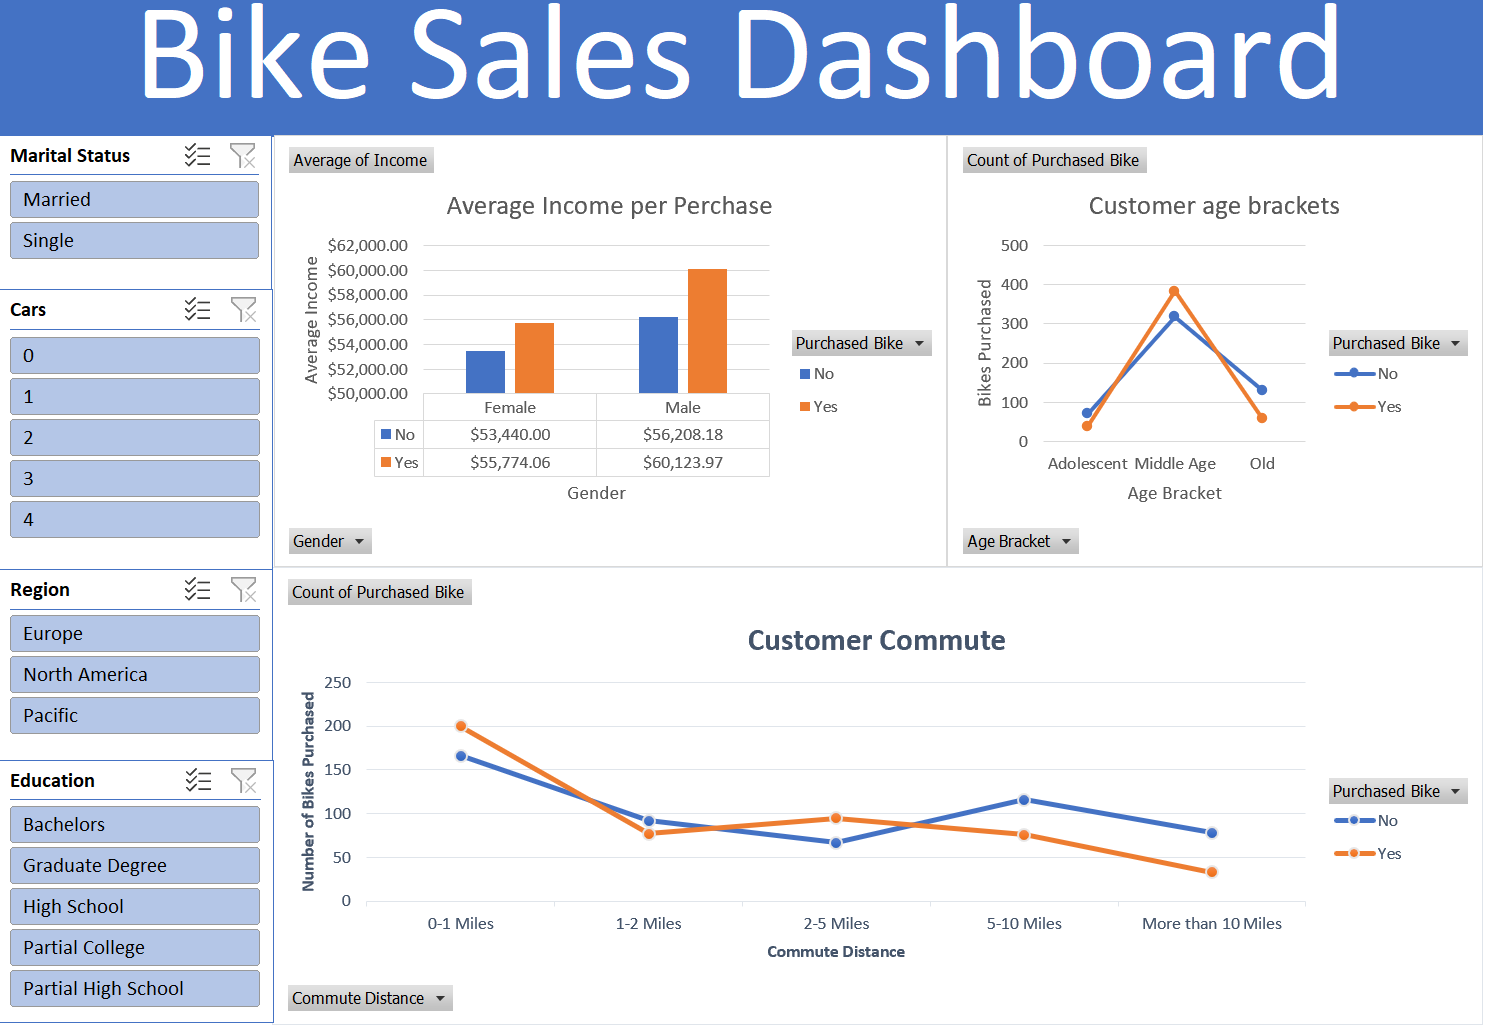 Bike Sales Dashboard
Marital Status
Married
Single
Cars
0
1
2
3
4
Region
Europe
North America
Pacific
Education
Bachelors
Graduate Degree
High School
Partial College
Partial High School
Average of Income
Average Income per Perchase
Average Income
$62,000.00
$60,000.00
$58,000.00
$56,000.00
$54,000.00
$52,000.00
$50,000.00
Female Male
No $53,440.00 $56,208.18
Yes $55,774.06 $60,123.97
Gender
Purchased Bike
No
Yes
Gender
Count of Purchased Bike
Customer age brackets
Bikes Purchased
500
400
300
200
100
0
Adolescent Middle Age Old
Age Bracket
Purchased Bike
No
Yes
Age Bracket
Count of Purchased Bike
Customer Commute
Number of Bikes Purchased
250
200
150
100
50
0
0-1 Miles 1-2 Miles 2-5 Miles 5-10 Miles More than 10 Miles
Commute Distance
Purchased Bike
No
Yes
Commute Distance